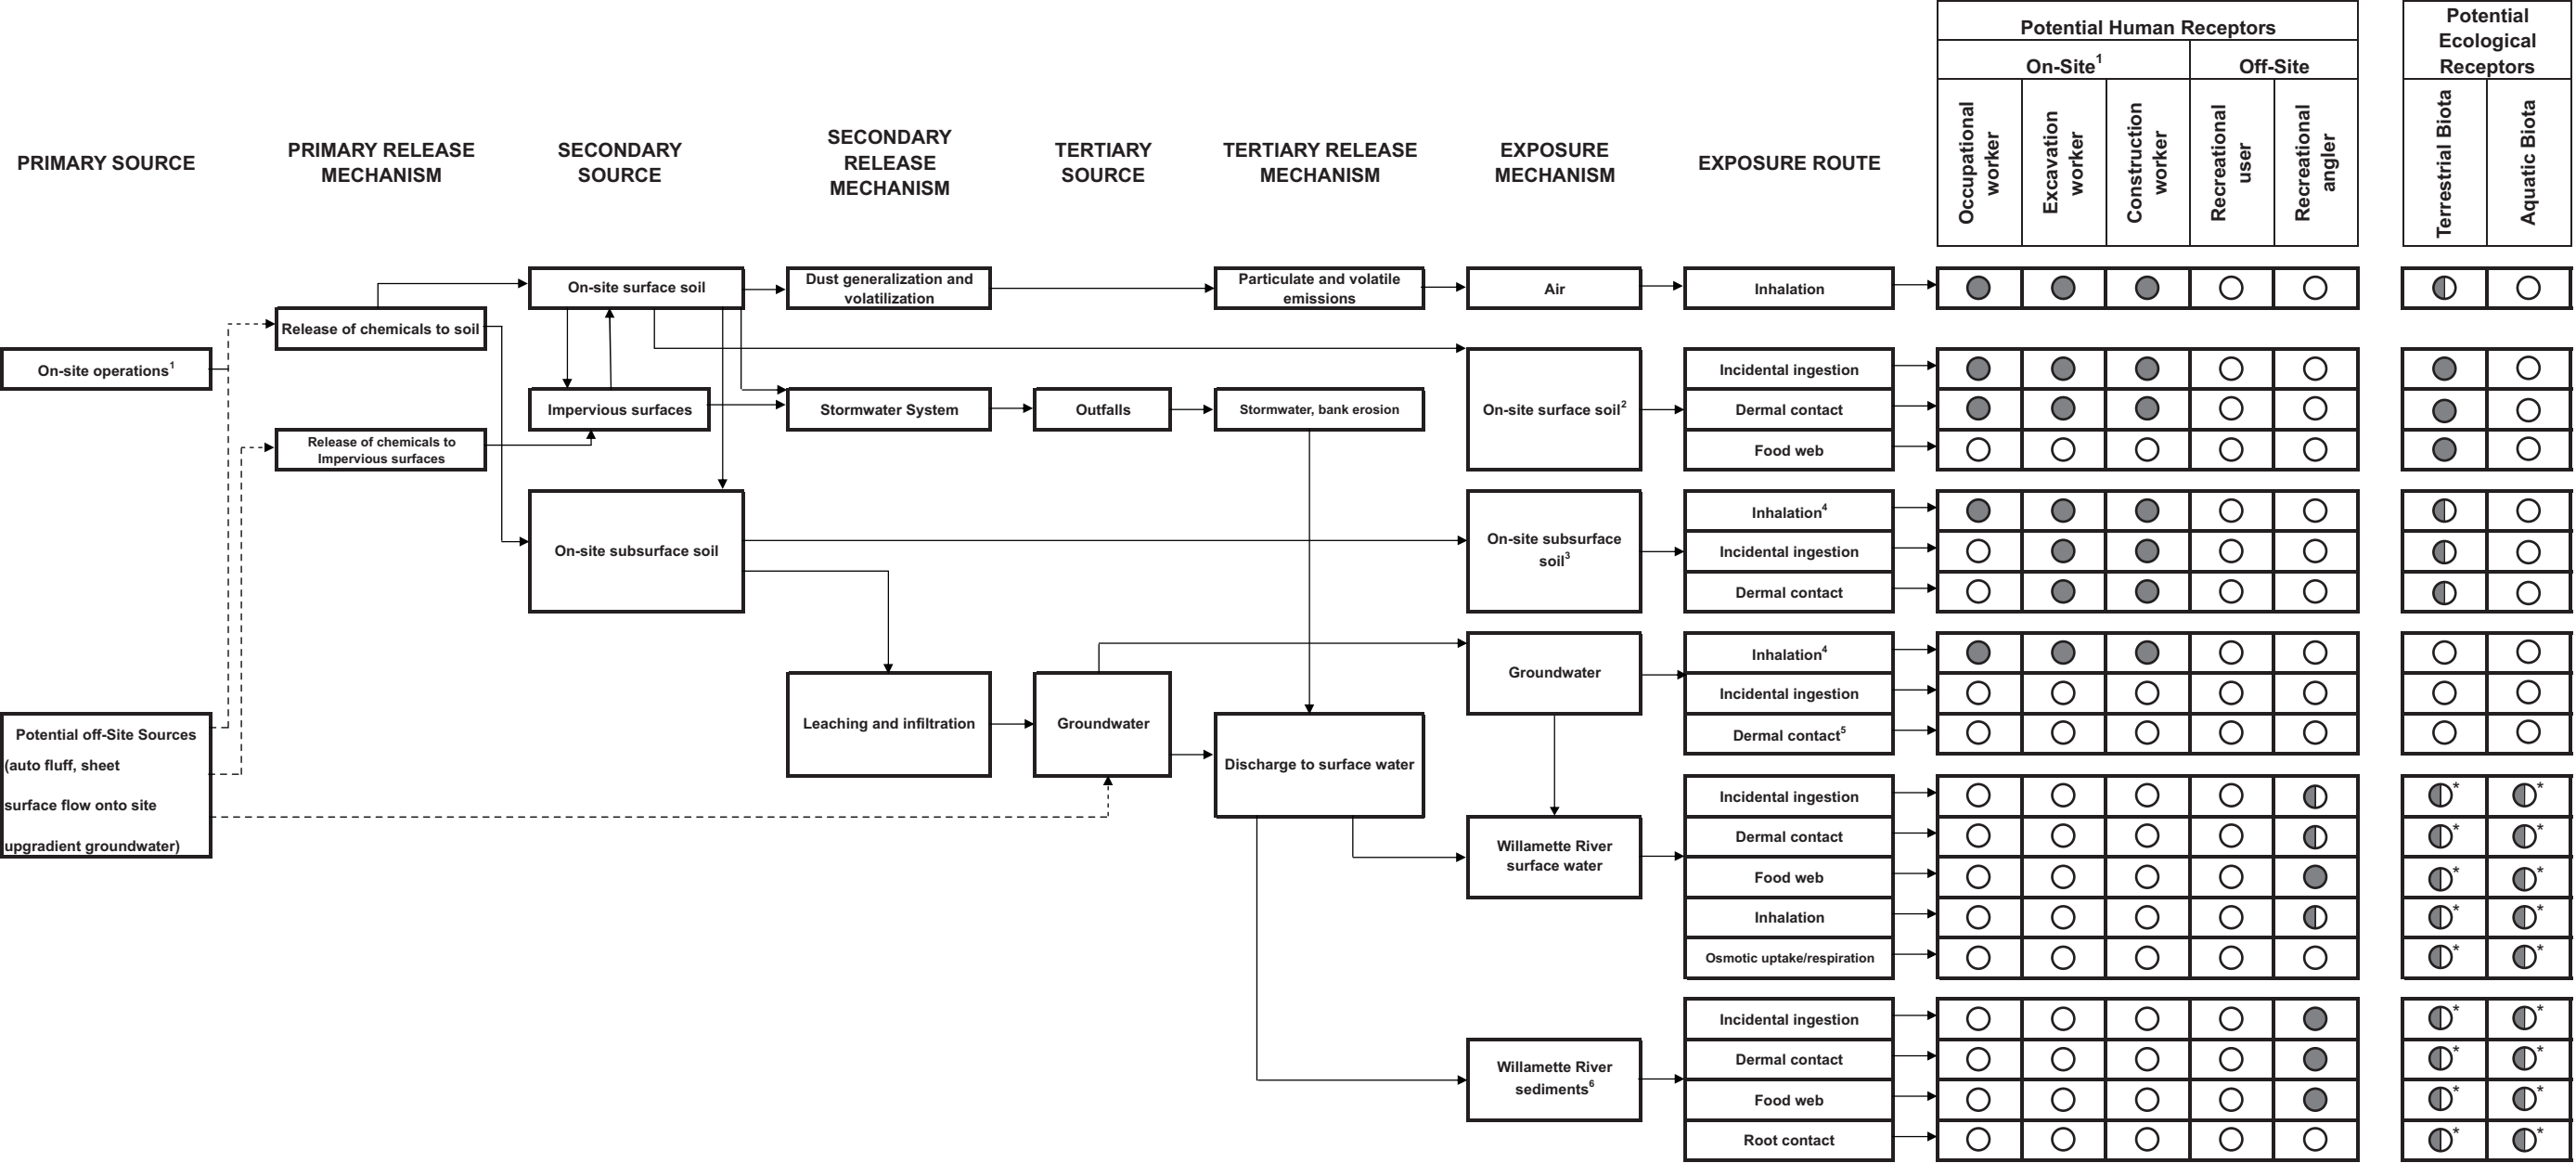 Potential Human Receptors
Potential
Ecological
Receptors
On-Site1
Off-Site
Occupational
worker
Excavation
worker
Construction
worker
Recreational
user
Recreational
angler
Terrestrial Biota
Aquatic Biota
PRIMARY SOURCE
PRIMARY RELEASE
MECHANISM
SECONDARY
SOURCE
SECONDARY
RELEASE
MECHANISM
TERTIARY
SOURCE
TERTIARY RELEASE
MECHANISM
EXPOSURE
MECHANISM
EXPOSURE ROUTE
On-site surface soil
Dust generalization and
volatilization
Particulate and volatile
emissions
Air
Inhalation
Release of chemicals to soil
On-site operations1
Impervious surfaces
Stormwater System
Outfalls
Stormwater, bank erosion
On-site surface soil2
Incidental ingestion
Dermal contact
Food web
Release of chemicals to
Impervious surfaces
On-site subsurface soil
On-site subsurface
soil3
Inhalation4
Incidental ingestion
Dermal contact
Groundwater
Inhalation4
Incidental ingestion
Dermal contact5
Leaching and infiltration
Groundwater
Discharge to surface water
Potential off-Site Sources
(auto fluff, sheet
surface flow onto site
upgradient groundwater)
Willamette River
surface water
Incidental ingestion
* *
Dermal contact
* *
Food web
* *
Inhalation
* *
Osmotic uptake/respiration
* *
Willamette River
sediments6
Incidental ingestion
* *
Dermal contact
* *
Food web
* *
Root contact
* *